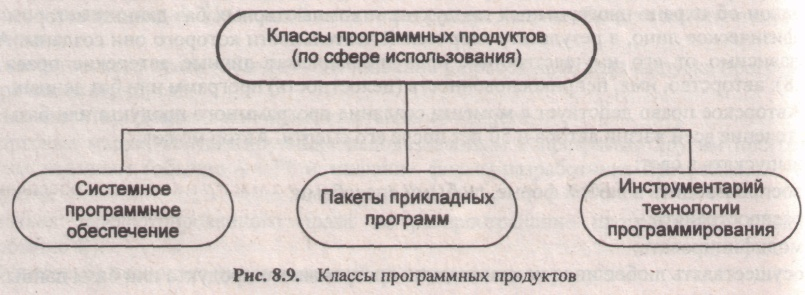 Классы программных продуктов
(по сфере использования)
Системное
программное
обеспечение
Пакеты прикладных
программ
Инструментарий
технологии
программирования
Рис. 8.9. Классы программных продуктов